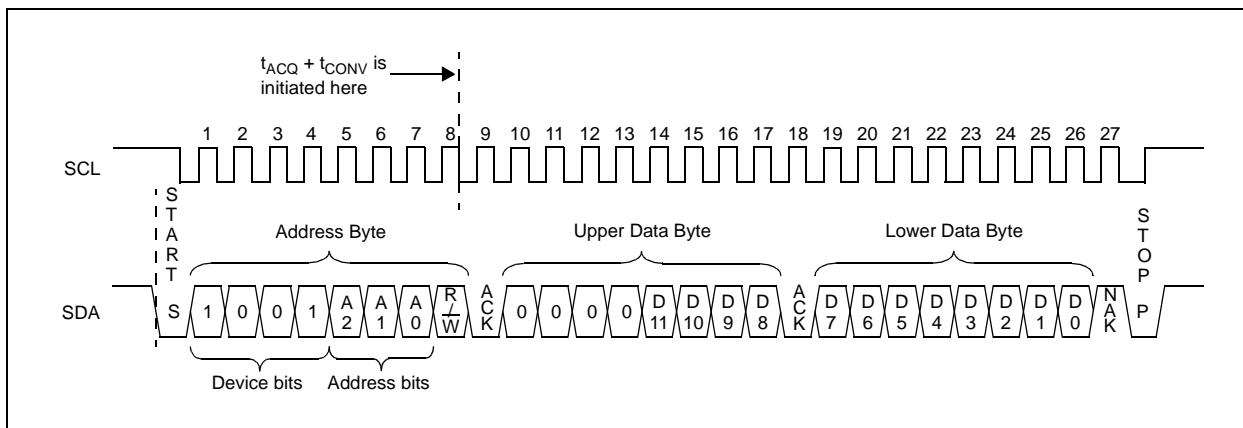 tACQ + tCONV is
initiated here
1 2 3 4 5 6 7 8 9 10 11 12 13 14 15 16 17 18 19 20 21 22 23 24 25 26 27
SCL
START
Address Byte
Upper Data Byte
Lower Data Byte
STOP
SDA
S 1 0 0 1 A2 A1 A0 R/W ACK 0 0 0 0 D11 D10 D9 D8 ACK D7 D6 D5 D4 D3 D2 D1 D0 NAK P
Device bits
Address bits